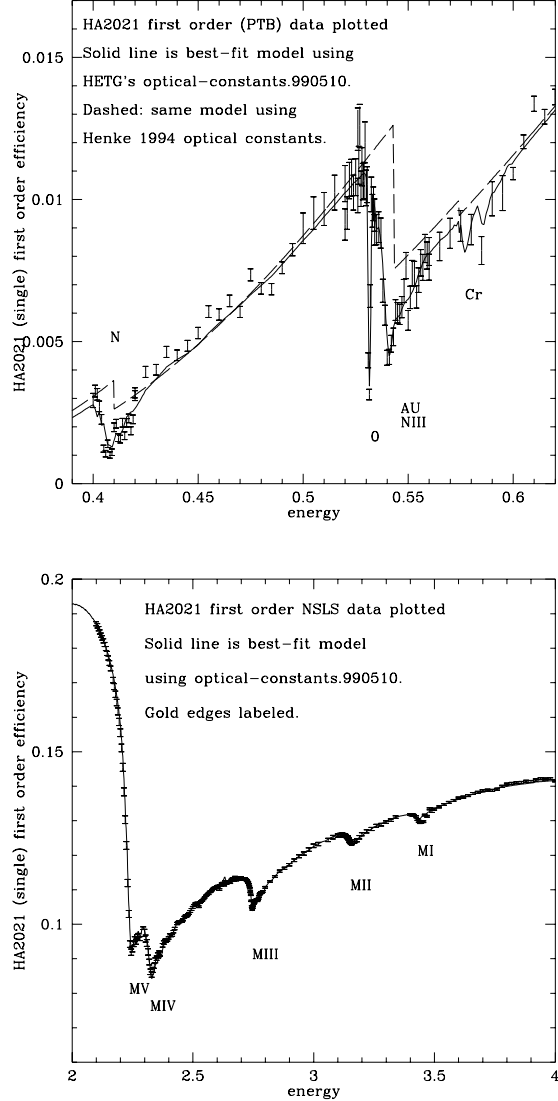 HA2021 first order (PTB) data plotted
Solid line is best-fit model using
HETG's optical-constants.990510.
Dashed: same model using
Henke 1994 optical constants.
0.015
0.01
0.005
0
HA2021 (single) first order efficiency
N
Cr
AU
NIII
O
0.4 0.45 0.5 0.55 0.6
energy
HA2021 first order NSLS data plotted
Solid line is best-fit model
using optical-constants.990510.
Gold edges labeled.
0.2
0.15
0.1
HA2021 (single) first order efficiency
MI
MII
MIII
MV
MIV
2 2.5 3 3.5 4
energy